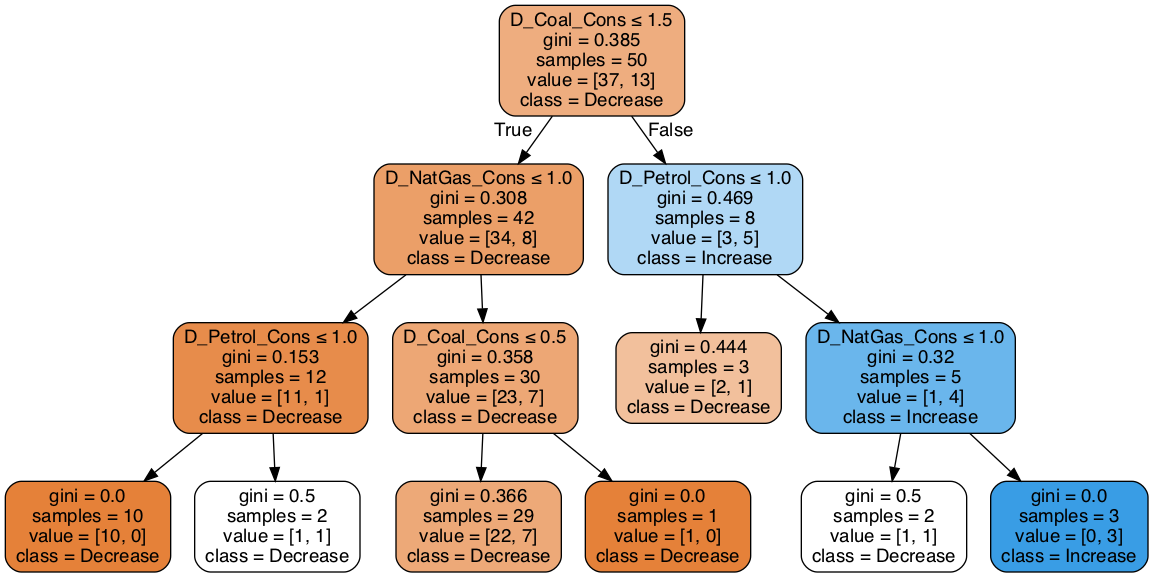 D_Coal_Cons ≤ 1.5
gini = 0.385
samples = 50
value = [37, 13]
class = Decrease
True
False
D_NatGas_Cons ≤ 1.0
gini = 0.308
samples = 42
value = [34, 8]
class = Decrease
D_Petrol_Cons ≤ 1.0
gini = 0.469
samples = 8
value = [3, 5]
class = Increase
D_Petrol_Cons ≤ 1.0
gini = 0.153
samples = 12
value = [11, 1]
class = Decrease
D_Coal_Cons ≤ 0.5
gini = 0.358
samples = 30
value = [23, 7]
class = Decrease
gini = 0.444
samples = 3
value = [2, 1]
class = Decrease
D_NatGas_Cons ≤ 1.0
gini = 0.32
samples = 5
value = [1, 4]
class = Increase
gini = 0.0
samples = 10
value = [10, 0]
class = Decrease
gini = 0.5
samples = 2
value = [1, 1]
class = Decrease
gini = 0.366
samples = 29
value = [22, 7]
class = Decrease
gini = 0.0
samples = 1
value = [1, 0]
class = Decrease
gini = 0.5
samples = 2
value = [1, 1]
class = Decrease
gini = 0.0
samples = 3
value = [0, 3]
class = Increase